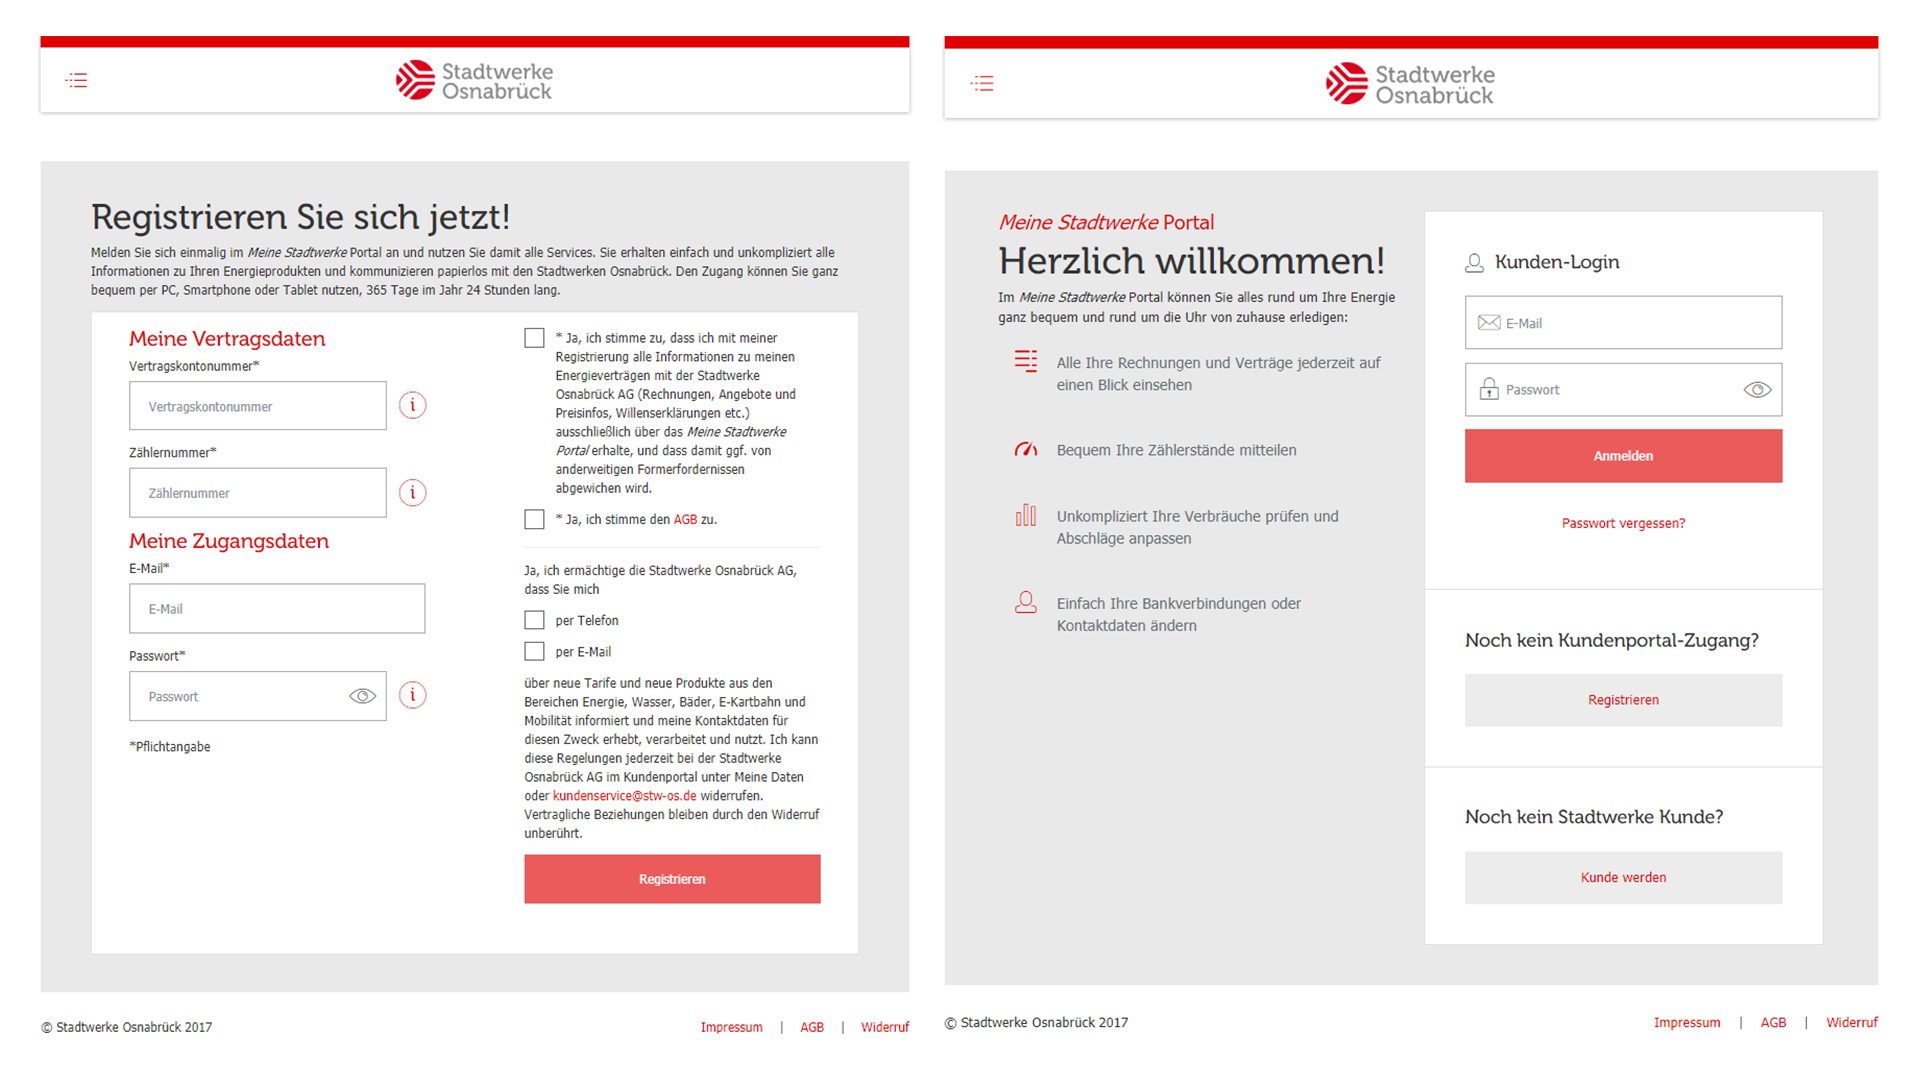 Stadtwerke
Osnabrück
Registrieren Sie sich jetzt!
Melden Sie sich einmalig im Meine Stadtwerke Portal an und nutzen Sie damit alle Services. Sie erhalten einfach und unkompliziert alle
Informationen zu Ihren Energieprodukten und kommunizieren papierlos mit den Stadtwerken Osnabrück. Den Zugang können Sie ganz
bequem per PC, Smartphone oder Tablet nutzen, 365 Tage im Jahr 24 Stunden lang.
Meine Vertragsdaten
Vertragskontonummer*
Vertragskontonummer
i
Zählernummer*
Zählernummer
i
Meine Zugangsdaten
E-Mail*
E-Mail
Passwort*
Passwort
i
*Pflichtangabe
* Ja, ich stimme zu, dass ich mit meiner
Registrierung alle Informationen zu meinen
Energieverträgen mit der Stadtwerke
Osnabrück AG (Rechnungen, Angebote und
Preisinfos, Willenserklärungen etc.)
ausschließlich über das Meine Stadtwerke
Portal erhalte, und dass damit ggf. von
anderweitigen Formerfordernissen
abgewichen wird.
* Ja, ich stimme den AGB zu.
Ja, ich ermächtige die Stadtwerke Osnabrück AG,
dass Sie mich
per Telefon
per E-Mail
über neue Tarife und neue Produkte aus den
Bereichen Energie, Wasser, Bäder, E-Kartbahn und
Mobilität informiert und meine Kontaktdaten für
diesen Zweck erhebt, verarbeitet und nutzt. Ich kann
diese Regelungen jederzeit bei der Stadtwerke
Osnabrück AG im Kundenportal unter Meine Daten
oder kundenservice@stw-os.de widerrufen.
Vertragliche Beziehungen bleiben durch den Widerruf
unberührt.
Registrieren
© Stadtwerke Osnabrück 2017
Impressum | AGB | Widerruf
Stadtwerke
Osnabrück
Meine Stadtwerke Portal
Herzlich willkommen!
Im Meine Stadtwerke Portal können Sie alles rund um Ihre Energie
ganz bequem und rund um die Uhr von zuhause erledigen:
Alle Ihre Rechnungen und Verträge jederzeit auf
einen Blick einsehen
Bequem Ihre Zählerstände mitteilen
Unkompliziert Ihre Verbräuche prüfen und
Abschläge anpassen
Einfach Ihre Bankverbindungen oder
Kontaktdaten ändern
Kunden-Login
E-Mail
Passwort
Anmelden
Passwort vergessen?
Noch kein Kundenportal-Zugang?
Registrieren
Noch kein Stadtwerke Kunde?
Kunde werden
© Stadtwerke Osnabrück 2017
Impressum | AGB | Widerruf